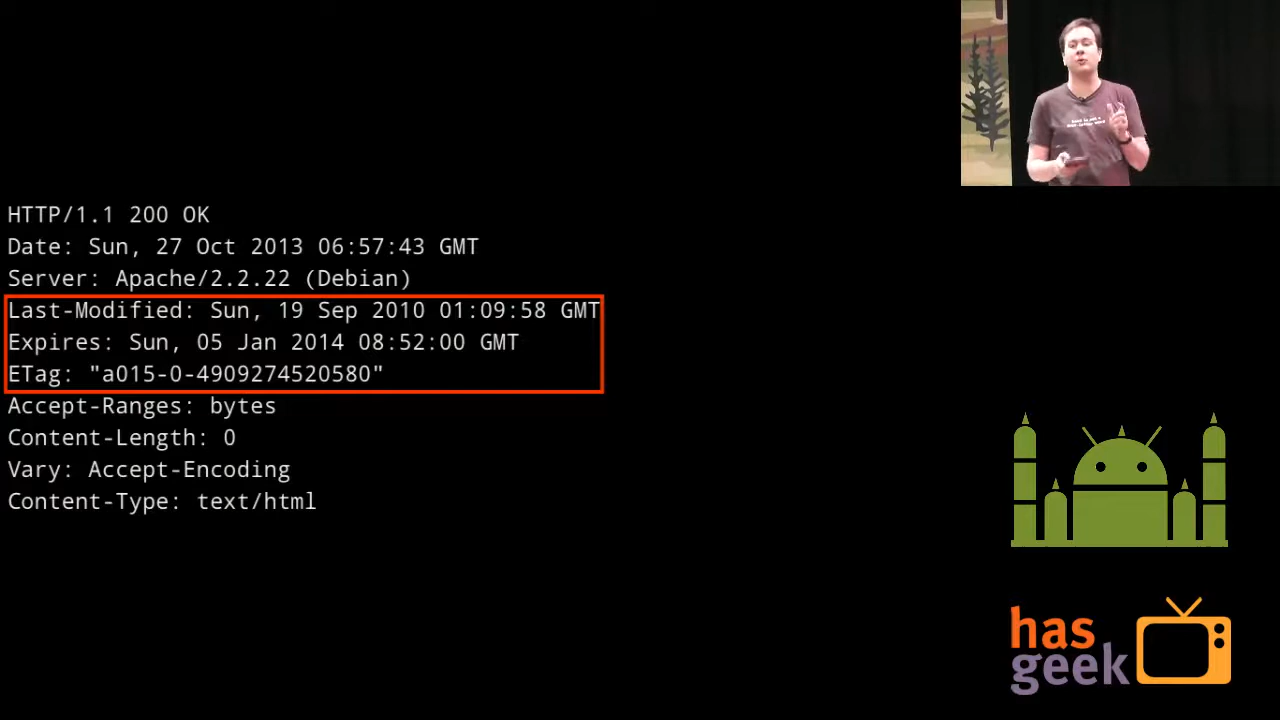 HTTP/1.1 200 OK
Date: Sun, 27 Oct 2013 06:57:43 GMT
Server: Apache/2.2.22 (Debian)
Last-Modified: Sun, 19 Sep 2010 01:09:58 GMT
Expires: Sun, 05 Jan 2014 08:52:00 GMT
ETag: "a015-0-4909274520580"
Accept-Ranges: bytes
Content-Length: 0
Vary: Accept-Encoding
Content-Type: text/html
has
geek